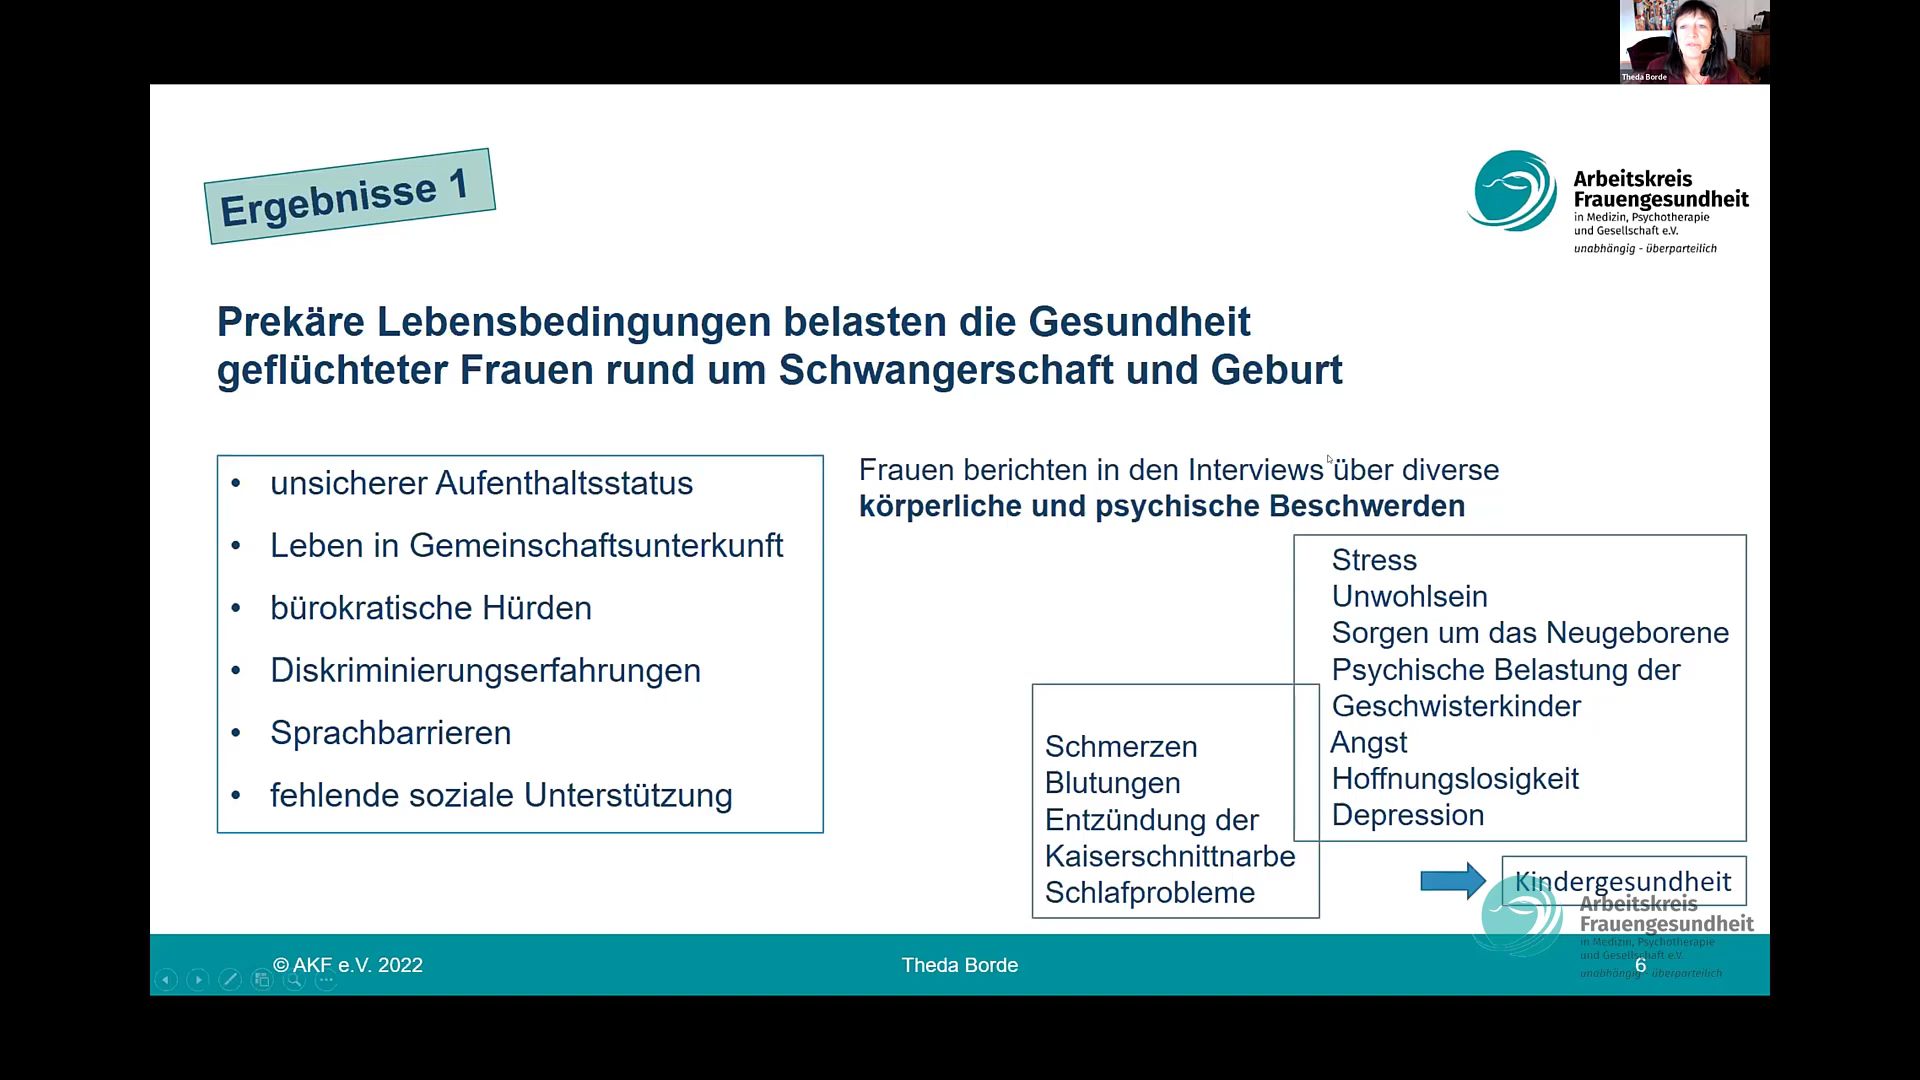 Theda Borde
Ergebnisse 1
Arbeitskreis
Frauengesundheit
in Medizin, Psychotherapie
und Gesellschaft e.V.
unabhängig - überparteilich
Prekäre Lebensbedingungen belasten die Gesundheit
geflüchteter Frauen rund um Schwangerschaft und Geburt
• unsicherer Aufenthaltsstatus
• Leben in Gemeinschaftsunterkunft
• bürokratische Hürden
• Diskriminierungserfahrungen
• Sprachbarrieren
• fehlende soziale Unterstützung
Frauen berichten in den Interviews über diverse
körperliche und psychische Beschwerden
Stress
Unwohlsein
Sorgen um das Neugeborene
Psychische Belastung der
Geschwisterkinder
Angst
Hoffnungslosigkeit
Depression
Schmerzen
Blutungen
Entzündung der
Kaiserschnittnarbe
Schlafprobleme
Kindergesundheit
Arbeitskreis
Frauengesundheit
in Medizin, Psychotherapie
und Gesellschaft e.V.
unabhängig - überparteilich
© AKF e.V. 2022
Theda Borde
6